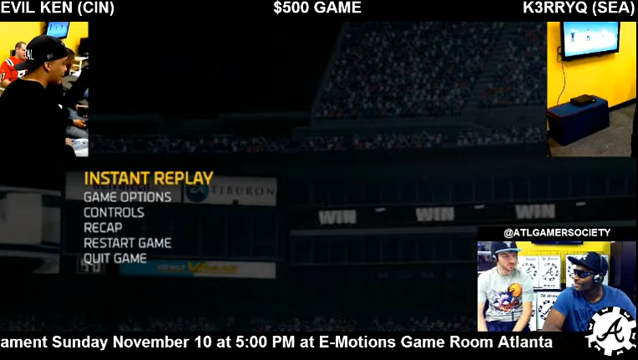 EVIL KEN (CIN)
$500 GAME
K3RRYQ (SEA)
INSTANT REPLAY
GAME OPTIONS
TIBURON
CONTROLS
WIN WIN WIN
RECAP
RESTART GAME
QUIT GAME
@ATLGAMERSOCIETY
ament Sunday November 10 at 5:00 PM at E-Motions Game Room Atlanta